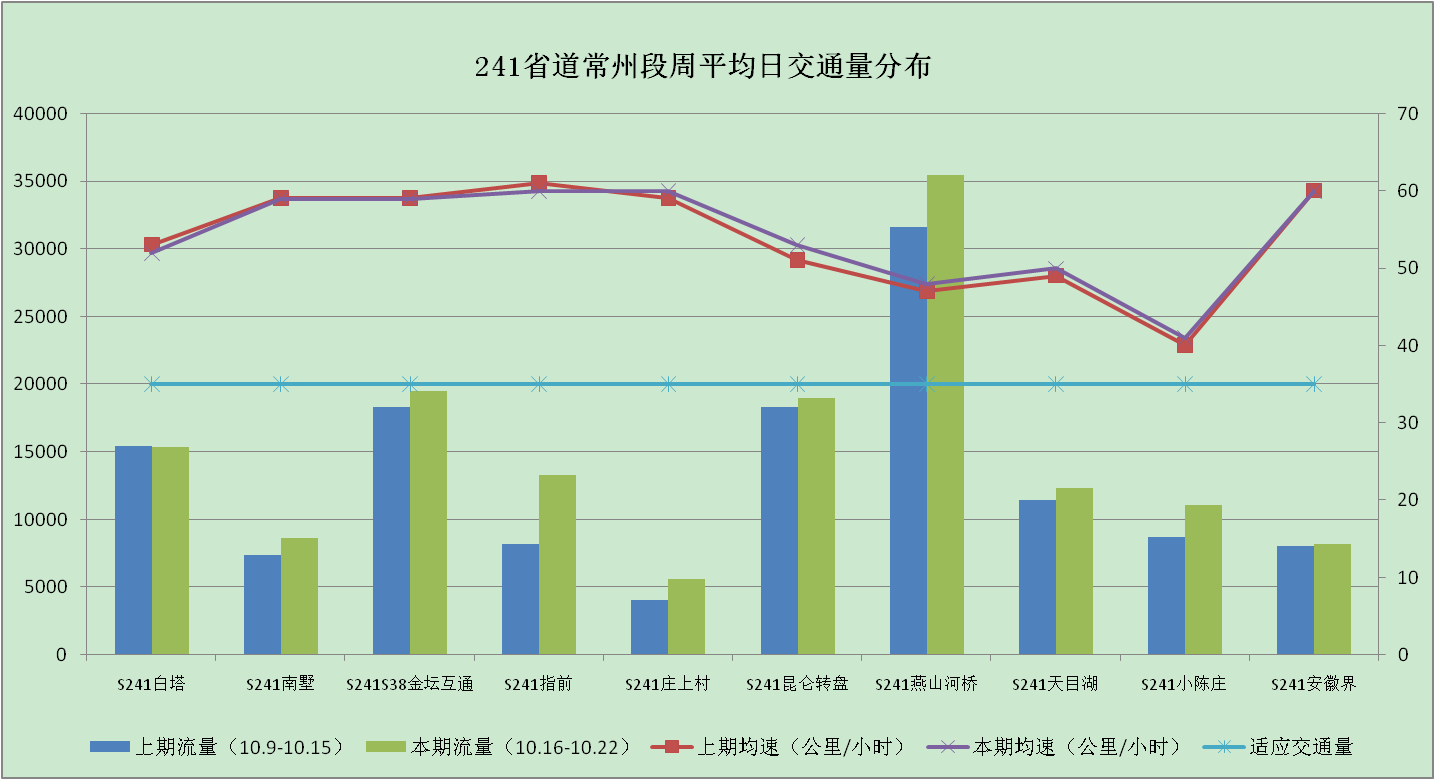 241省道常州段周平均日交通量分布
40000
35000
30000
25000
20000
15000
10000
5000
0
70
60
50
40
30
20
10
0
S241白塔
S241南墅
S241S38金坛互通
S241指前
S241庄上村
S241昆仑转盘
S241燕山河桥
S241天目湖
S241小陈庄
S241安徽界
上期流量（10.9-10.15）
本期流量（10.16-10.22）
上期均速（公里/小时）
本期均速（公里/小时）
适应交通量